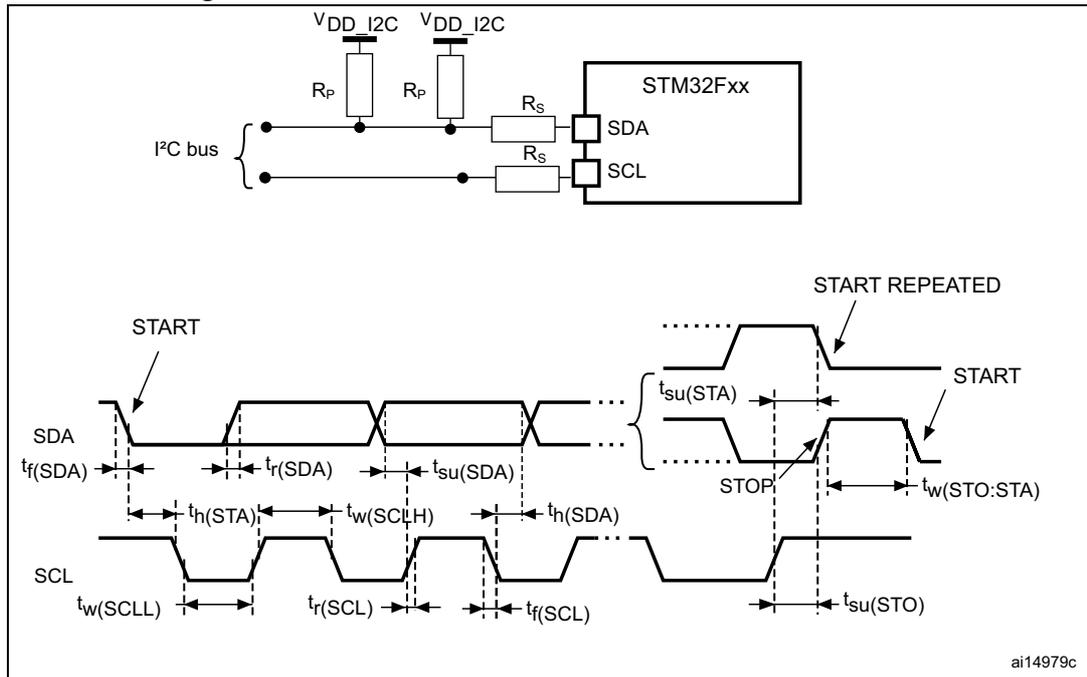 VDD_I2C VDD_I2C
RP RP
STM32Fxx
RS
SDA
I²C bus
RS
SCL
START REPEATED
START
START
tsu(STA)
SDA
tf(SDA) tr(SDA) tsu(SDA)
STOP
tw(STO:STA)
th(STA) tw(SCLH) th(SDA)
SCL
tw(SCLL) tr(SCL) tf(SCL) tsu(STO)
ai14979c